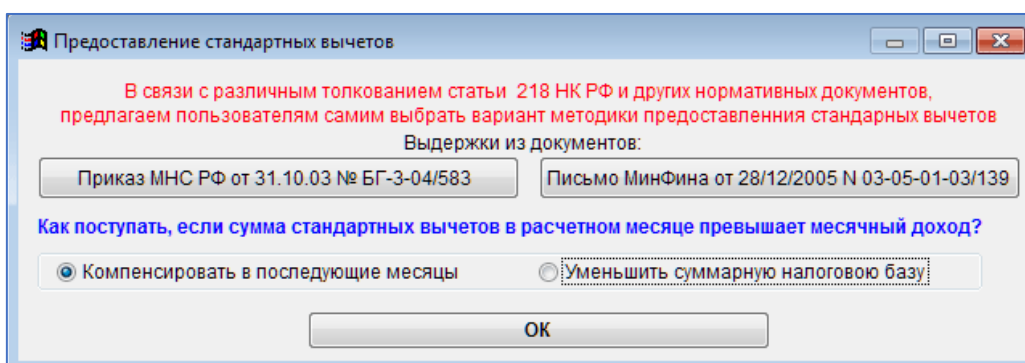 Предоставление стандартных вычетов
В связи с различным толкованием статьи 218 НК РФ и других нормативных документов,
предлагаем пользователям самим выбрать вариант методики предоставленния стандарных вычетов
Выдержки из документов:
Приказ МНС РФ от 31.10.03 № БГ-3-04/583 Письмо МинФина от 28/12/2005 N 03-05-01-03/139
Как поступать, если сумма стандартных вычетов в расчетном месяце превышает месячный доход?
Компенсировать в последующие месяцы Уменьшить суммарную налоговою базу
ОК